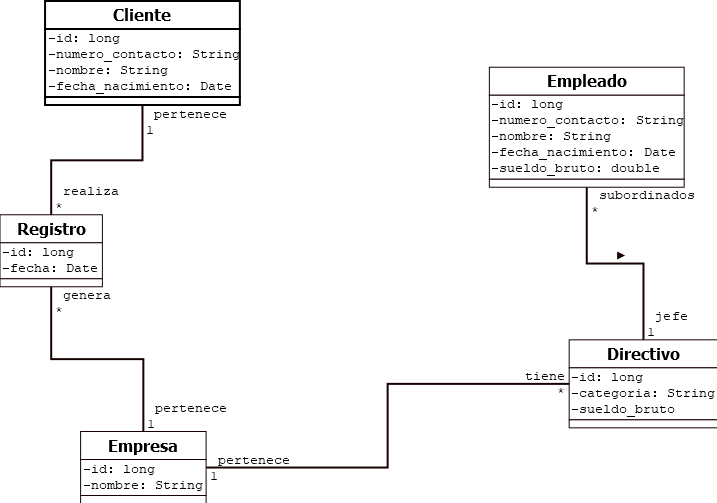 Cliente
-id: long
-numero_contacto: String
-nombre: String
-fecha_nacimiento: Date
pertenece
1
realiza
*
Registro
-id: long
-fecha: Date
genera
*
pertenece
1
Empresa
-id: long
-nombre: String
pertenece
1
tiene
*
Empleado
-id: long
-numero_contacto: String
-nombre: String
-fecha_nacimiento: Date
-sueldo_bruto: double
subordinados
*
jefe
1
Directivo
-id: long
-categoria: String
-sueldo_bruto